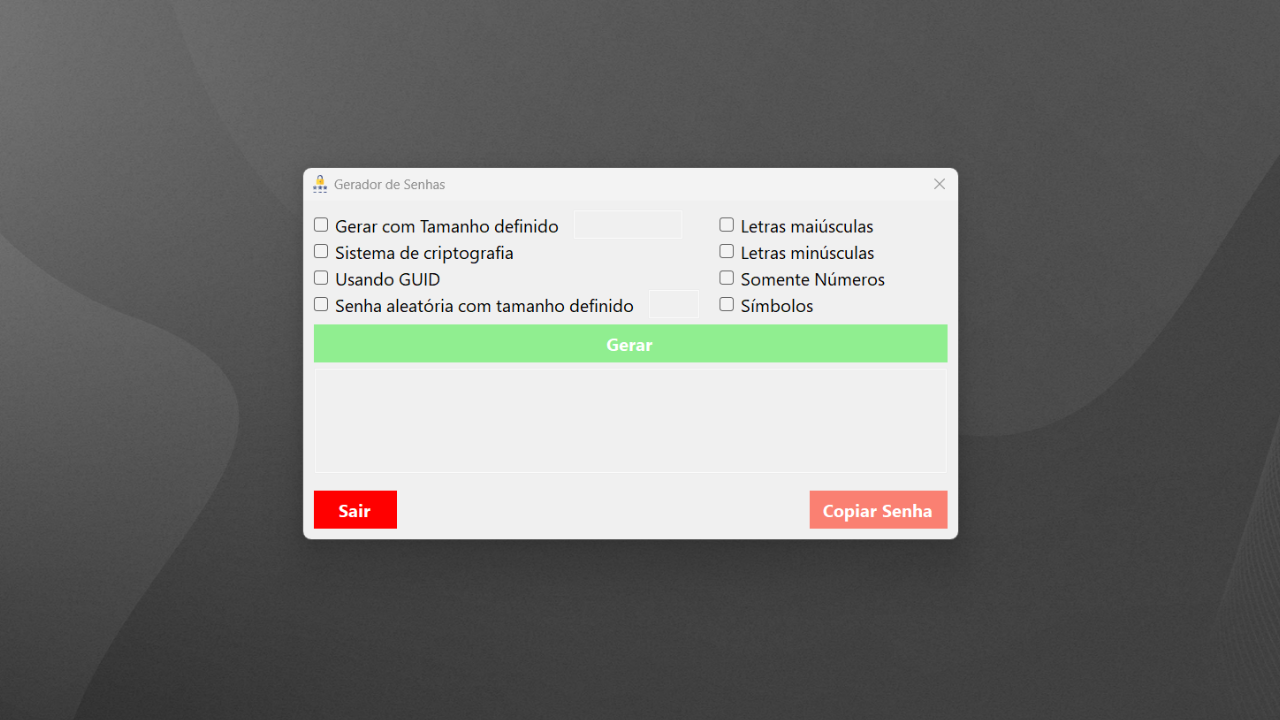 Gerador de Senhas
Gerar com Tamanho definido
Letras maiúsculas
Sistema de criptografia
Letras minúsculas
Usando GUID
Somente Números
Senha aleatória com tamanho definido
Símbolos
Gerar
Sair
Copiar Senha